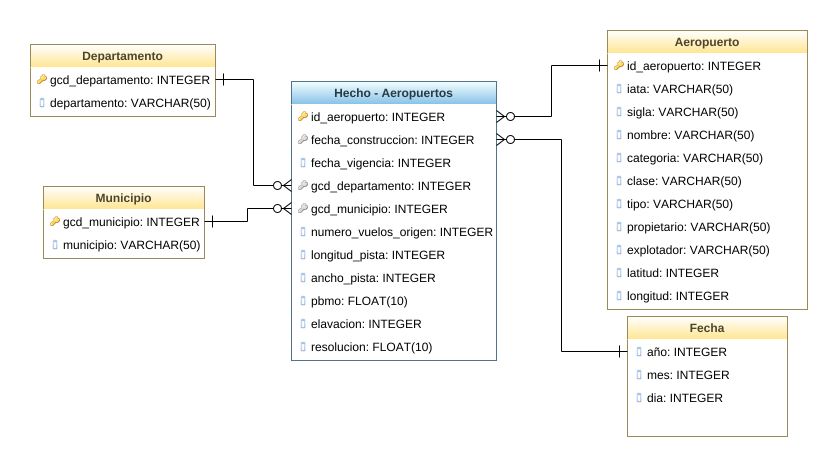 Departamento
gcd_departamento: INTEGER
departamento: VARCHAR(50)
Municipio
gcd_municipio: INTEGER
municipio: VARCHAR(50)
Hecho - Aeropuertos
id_aeropuerto: INTEGER
fecha_construccion: INTEGER
fecha_vigencia: INTEGER
gcd_departamento: INTEGER
gcd_municipio: INTEGER
numero_vuelos_origen: INTEGER
longitud_pista: INTEGER
ancho_pista: INTEGER
pbmo: FLOAT(10)
elavacion: INTEGER
resolucion: FLOAT(10)
Aeropuerto
id_aeropuerto: INTEGER
iata: VARCHAR(50)
sigla: VARCHAR(50)
nombre: VARCHAR(50)
categoria: VARCHAR(50)
clase: VARCHAR(50)
tipo: VARCHAR(50)
propietario: VARCHAR(50)
explotador: VARCHAR(50)
latitud: INTEGER
longitud: INTEGER
Fecha
año: INTEGER
mes: INTEGER
dia: INTEGER